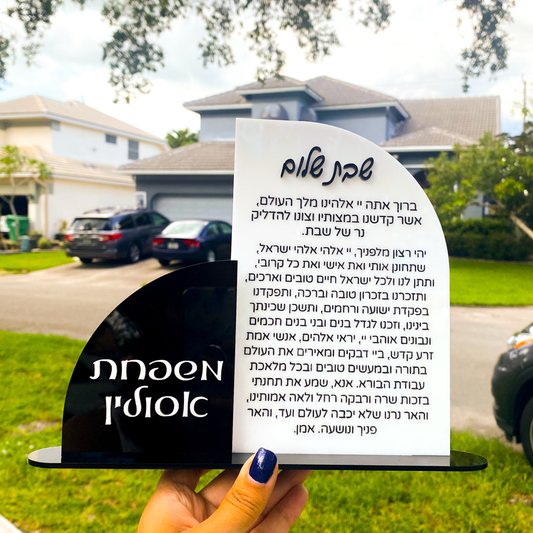 שבת שלום
ברוך אתה יי אלהינו מלך העולם,
אשר קדשנו במצותיו וצונו להדליק
נר של שבת.
יהי רצון מלפניך, יי אלהי אלהי ישראל,
שתחונן אותי ואת אישי ואת כל קרובי,
ותתן לנו ולכל ישראל חיים טובים וארכים,
ותזכרנו בזכרון טובה וברכה, ותפקדנו
בפקדת ישועה ורחמים, ותשכן שכינתך
בינינו, וזכנו לגדל בנים ובני בנים חכמים
ונבונים אוהבי יי, יראי אלהים, אנשי אמת
זרע קדש, ביי דבקים ומאירים את העולם
בתורה ובמעשים טובים ובכל מלאכת
עבודת הבורא. אנא, שמע את תחנתי
בזכות שרה ורבקה רחל ולאה אמותינו,
והאר נרנו שלא יכבה לעולם ועד, והאר
פניך ונושעה. אמן.
משפחת
אסולין